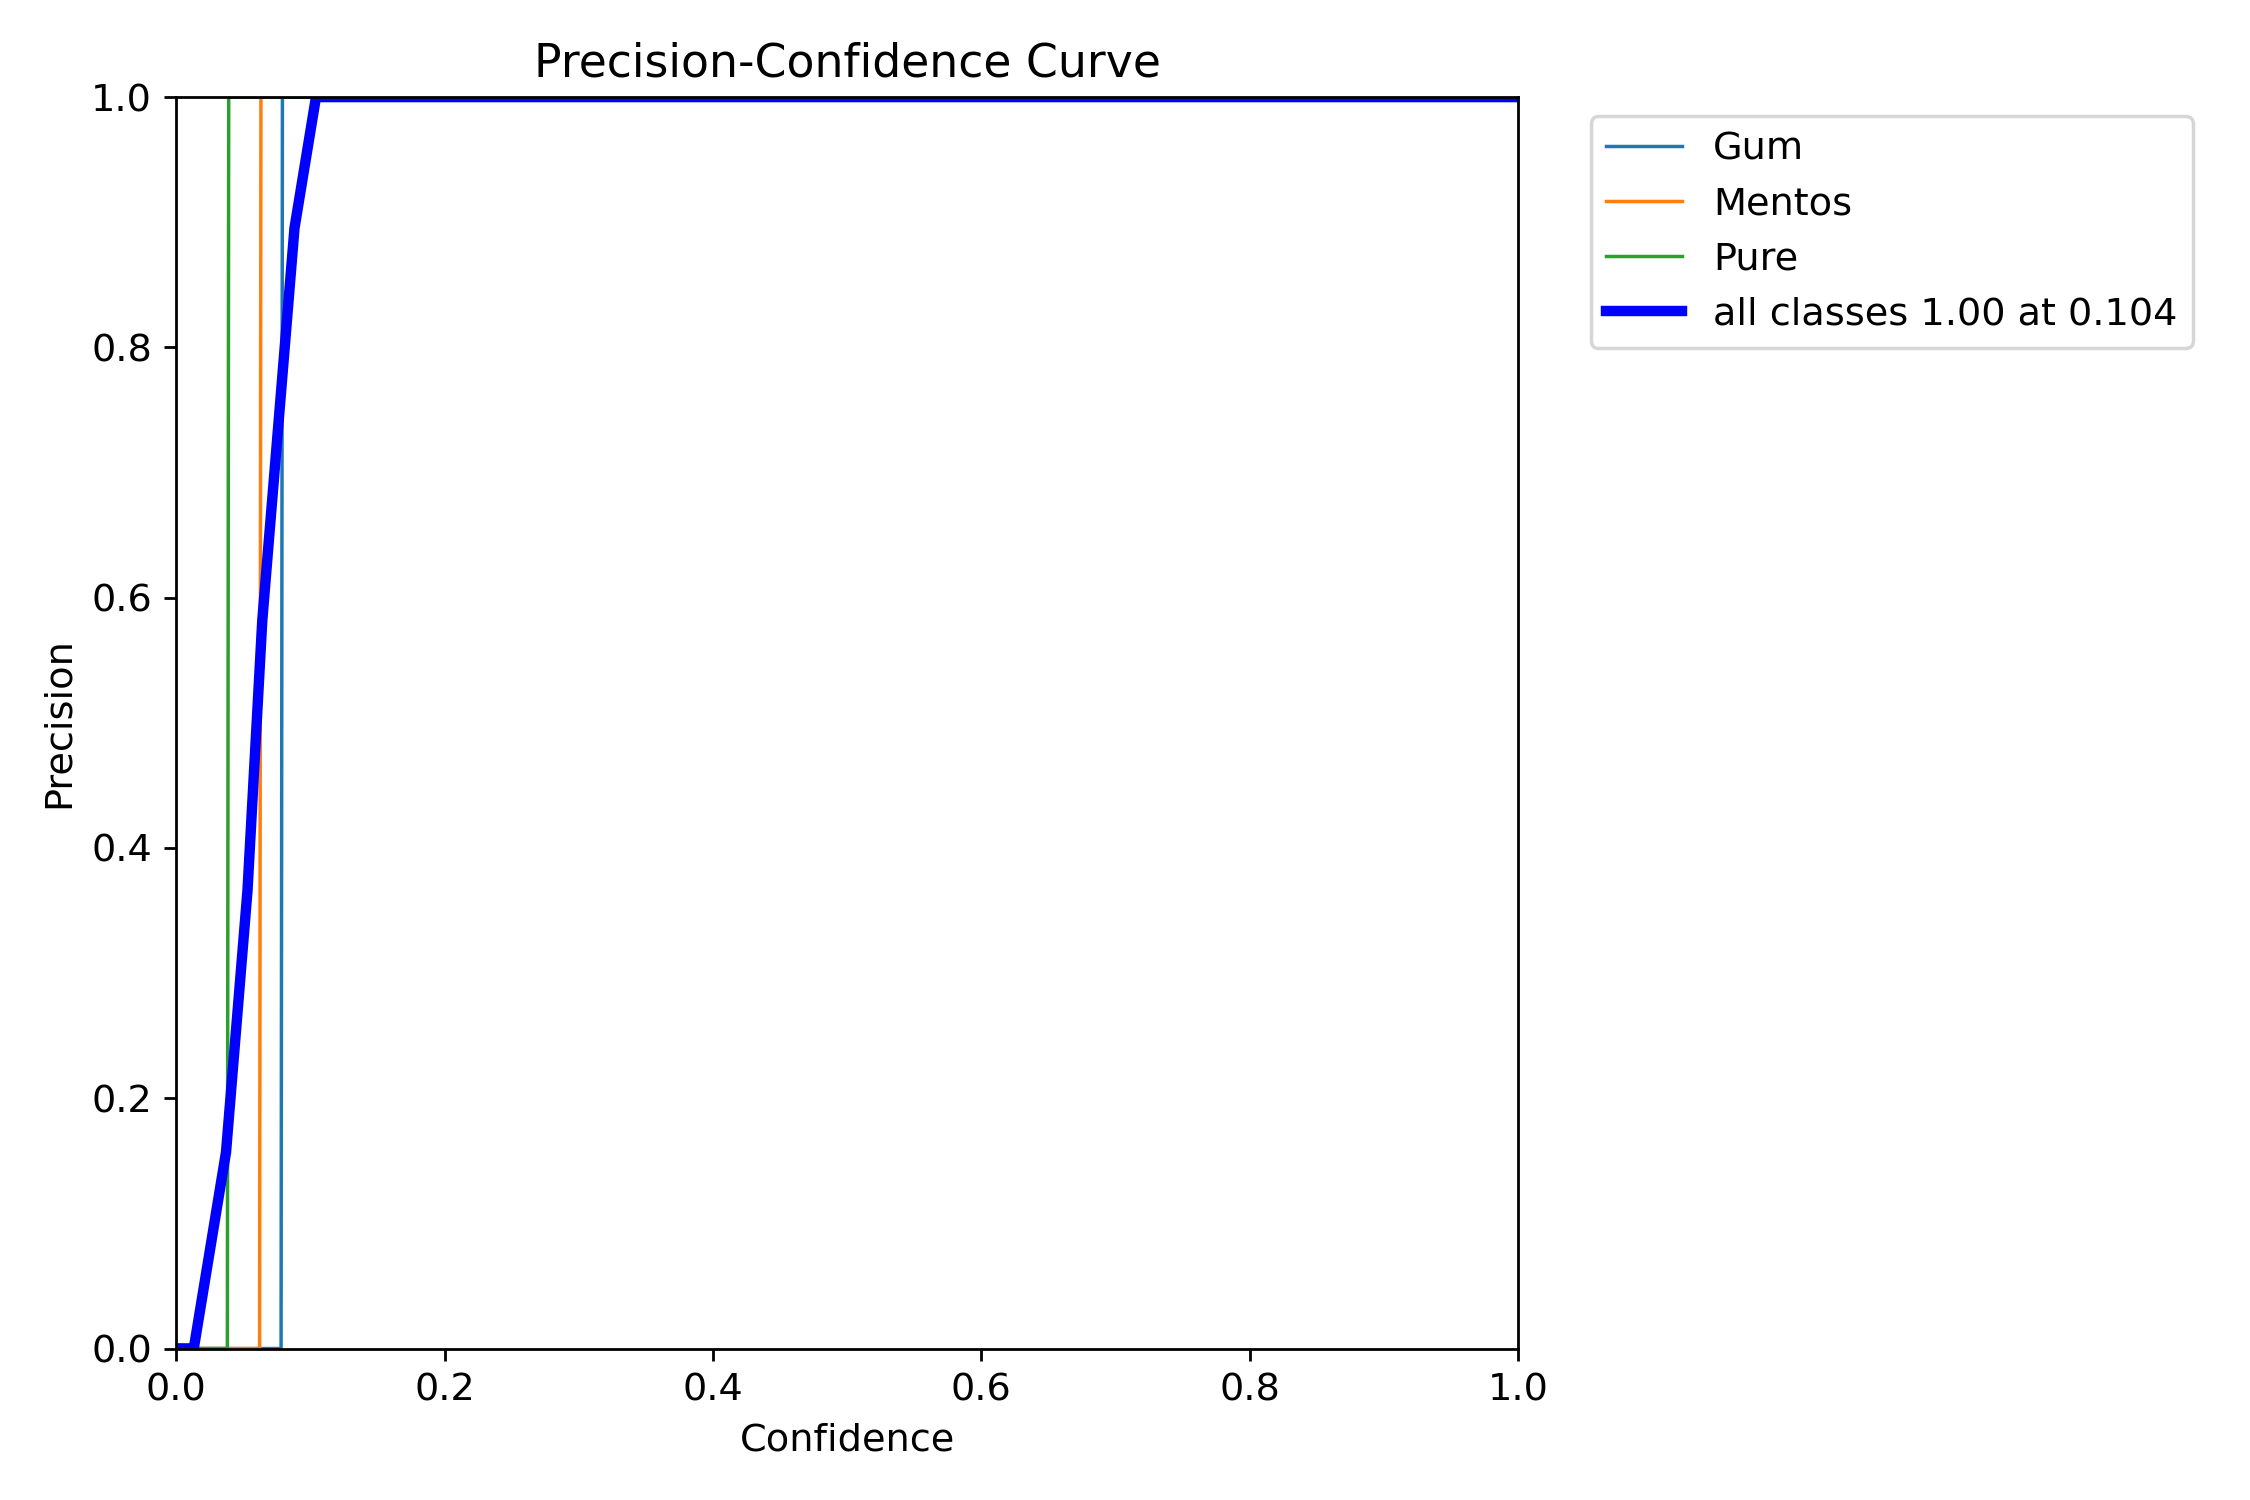 Precision-Confidence Curve
1.0
0.8
0.6
0.4
0.2
0.0
Precision
0.0 0.2 0.4 0.6 0.8 1.0
Confidence
Gum
Mentos
Pure
all classes 1.00 at 0.104